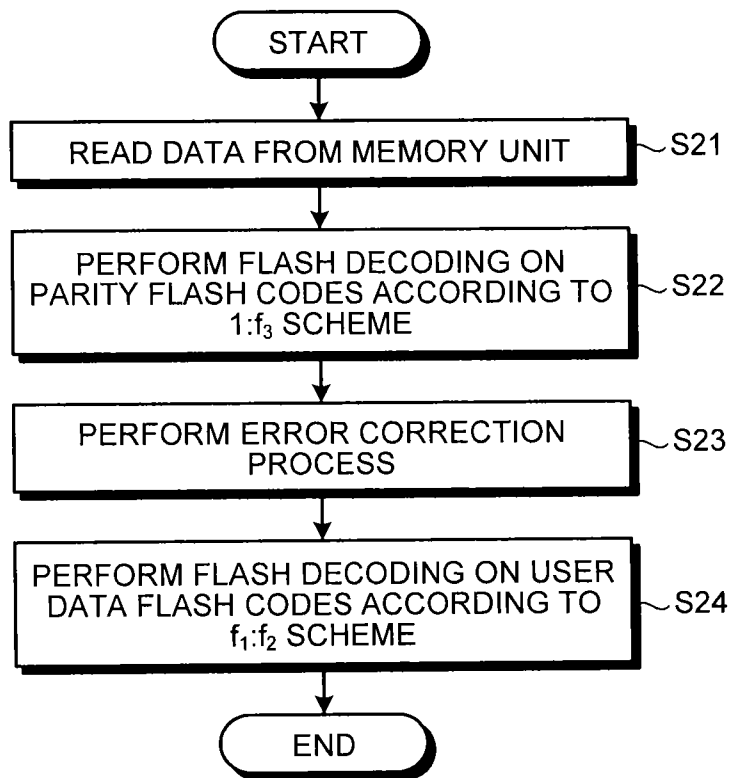 START
READ DATA FROM MEMORY UNIT
S21
PERFORM FLASH DECODING ON
PARITY FLASH CODES ACCORDING TO
1:f₃ SCHEME
S22
PERFORM ERROR CORRECTION
PROCESS
S23
PERFORM FLASH DECODING ON USER
DATA FLASH CODES ACCORDING TO
f₁:f₂ SCHEME
S24
END